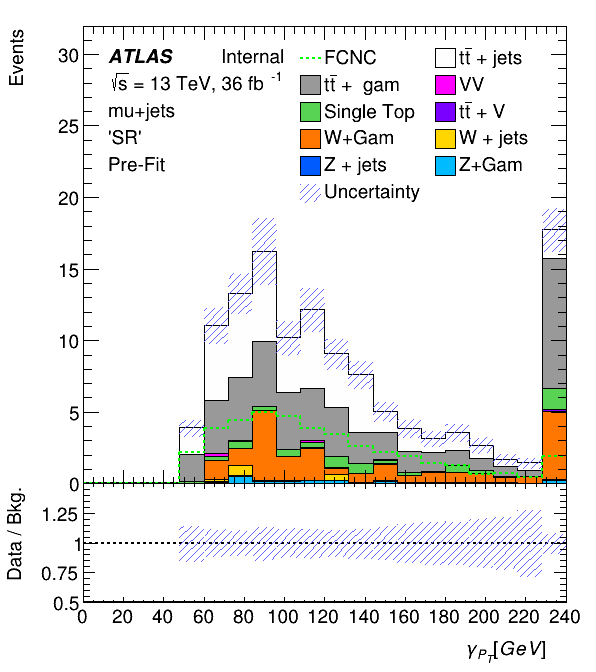 Events
30
25
20
15
10
5
0
ATLAS Internal
√s = 13 TeV, 36 fb -1
mu+jets
'SR'
Pre-Fit
FCNC
tt̄ + gam
Single Top
W+Gam
Z + jets
Uncertainty
tt̄ + jets
VV
tt̄ + V
W + jets
Z+Gam
Data / Bkg.
1.25
1
0.75
0.5
0 20 40 60 80 100 120 140 160 180 200 220 240
γ_{P_T}[GeV]